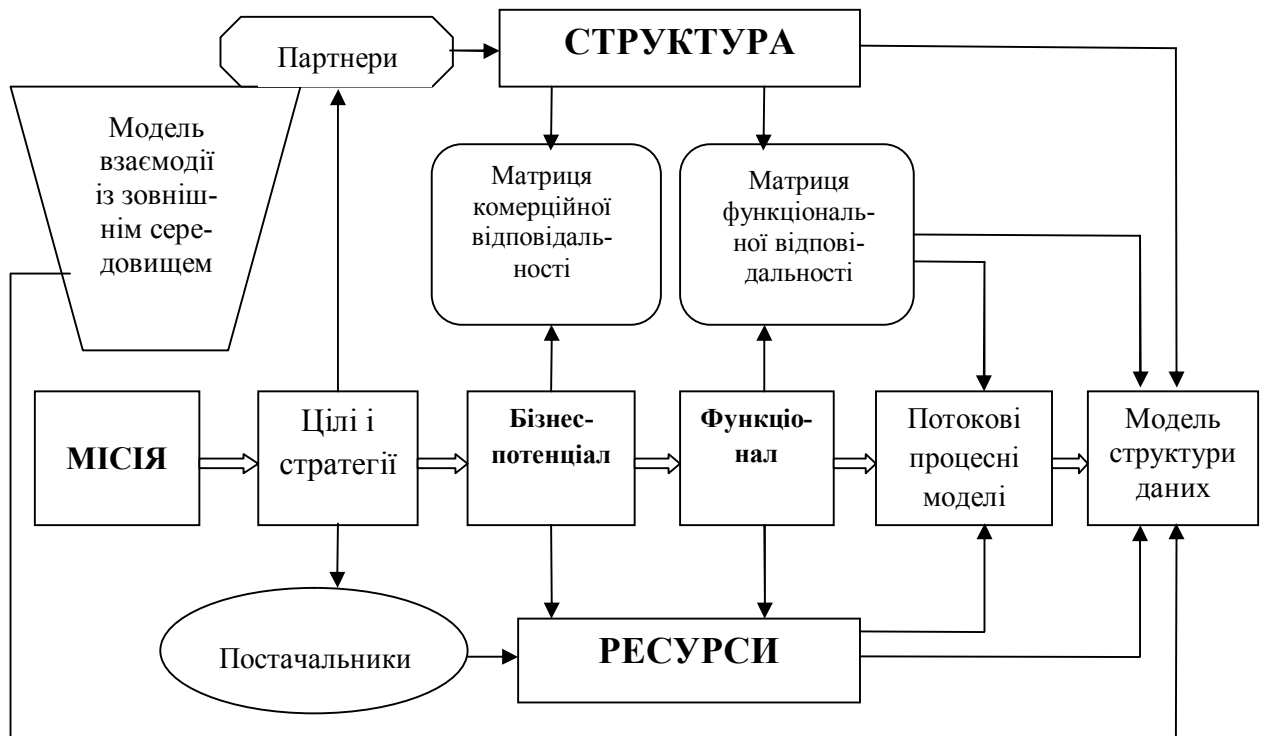 Партнери
СТРУКТУРА
Модель
взаємодії
із зовніш-
нім сере-
довищем
Матриця
комерційної
відповідаль-
ності
Матриця
функціональ-
ної відпові-
дальності
МІСІЯ
Цілі і
стратегії
Бізнес-
потенціал
Функціо-
нал
Потокові
процесні
моделі
Модель
структури
даних
Постачальники
РЕСУРСИ